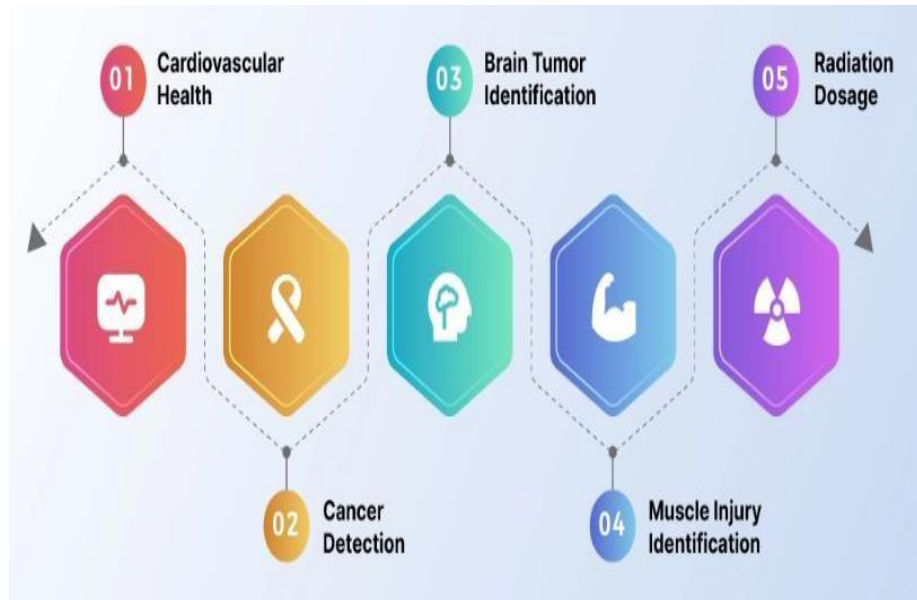 01
Cardiovascular
Health
02
Cancer
Detection
03
Brain Tumor
Identification
04
Muscle Injury
Identification
05
Radiation
Dosage